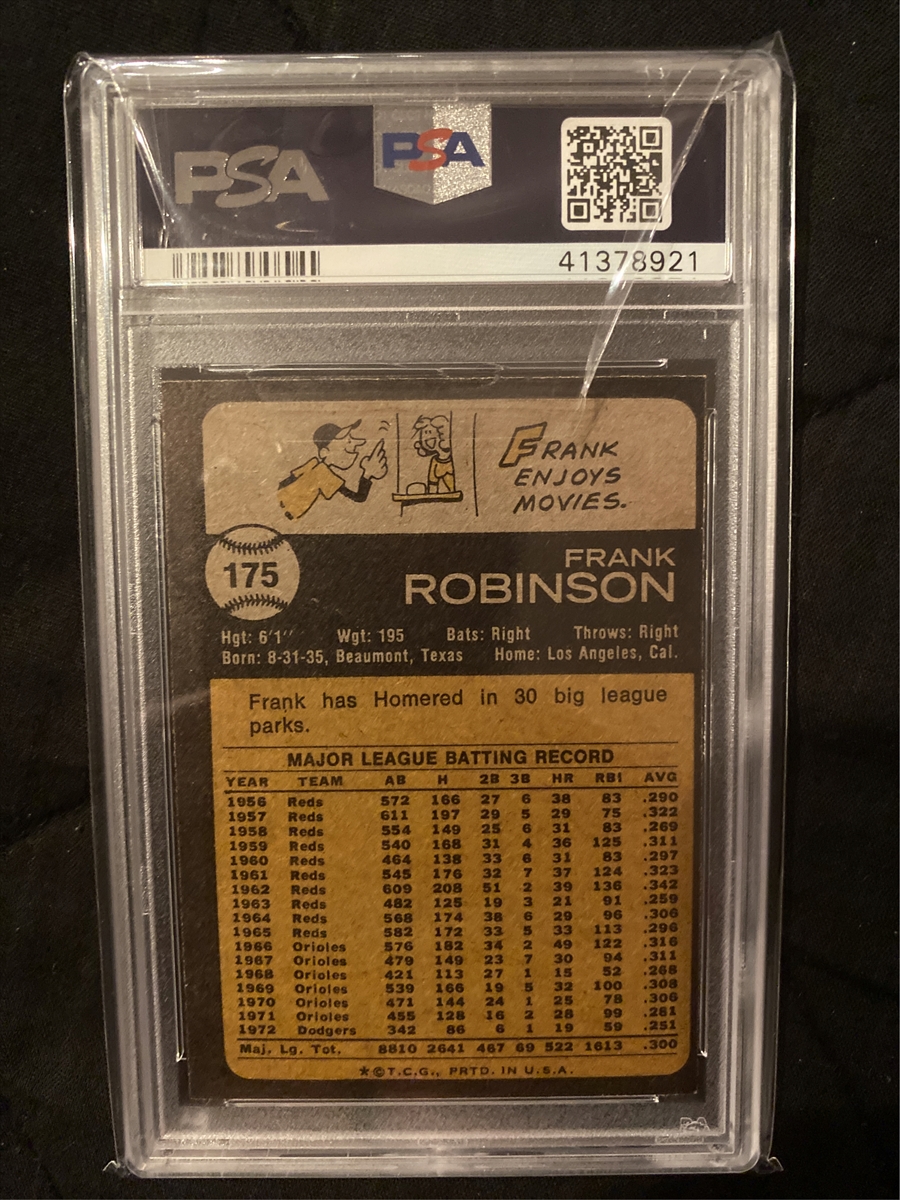 PSA
PSA
41378921
FRANK
ENJOYS
MOVIES.
175
FRANK
ROBINSON
Hgt: 6'1" Wgt: 195 Bats: Right Throws: Right
Born: 8-31-35, Beaumont, Texas Home: Los Angeles, Cal.
Frank has Homered in 30 big league
parks.
MAJOR LEAGUE BATTING RECORD
YEAR TEAM AB H 2B 3B HR RBI AVG
1956 Reds 572 166 27 6 38 83 .290
1957 Reds 611 197 29 5 29 75 .322
1958 Reds 554 149 25 6 31 83 .269
1959 Reds 540 168 31 4 36 125 .311
1960 Reds 464 138 33 6 31 83 .297
1961 Reds 545 176 32 7 37 124 .323
1962 Reds 609 208 51 2 39 136 .342
1963 Reds 482 125 19 3 21 91 .259
1964 Reds 568 174 38 6 29 96 .306
1965 Reds 582 172 33 5 33 113 .296
1966 Orioles 576 182 34 2 49 122 .316
1967 Orioles 479 149 23 7 30 94 .311
1968 Orioles 421 113 27 1 15 52 .268
1969 Orioles 539 166 19 5 32 100 .308
1970 Orioles 471 144 24 1 25 78 .306
1971 Orioles 455 128 16 2 28 99 .281
1972 Dodgers 342 86 6 1 19 59 .251
Maj. Lg. Tot. 8810 2641 467 69 522 1613 .300
*©T.C.G., PRTD. IN U.S.A.